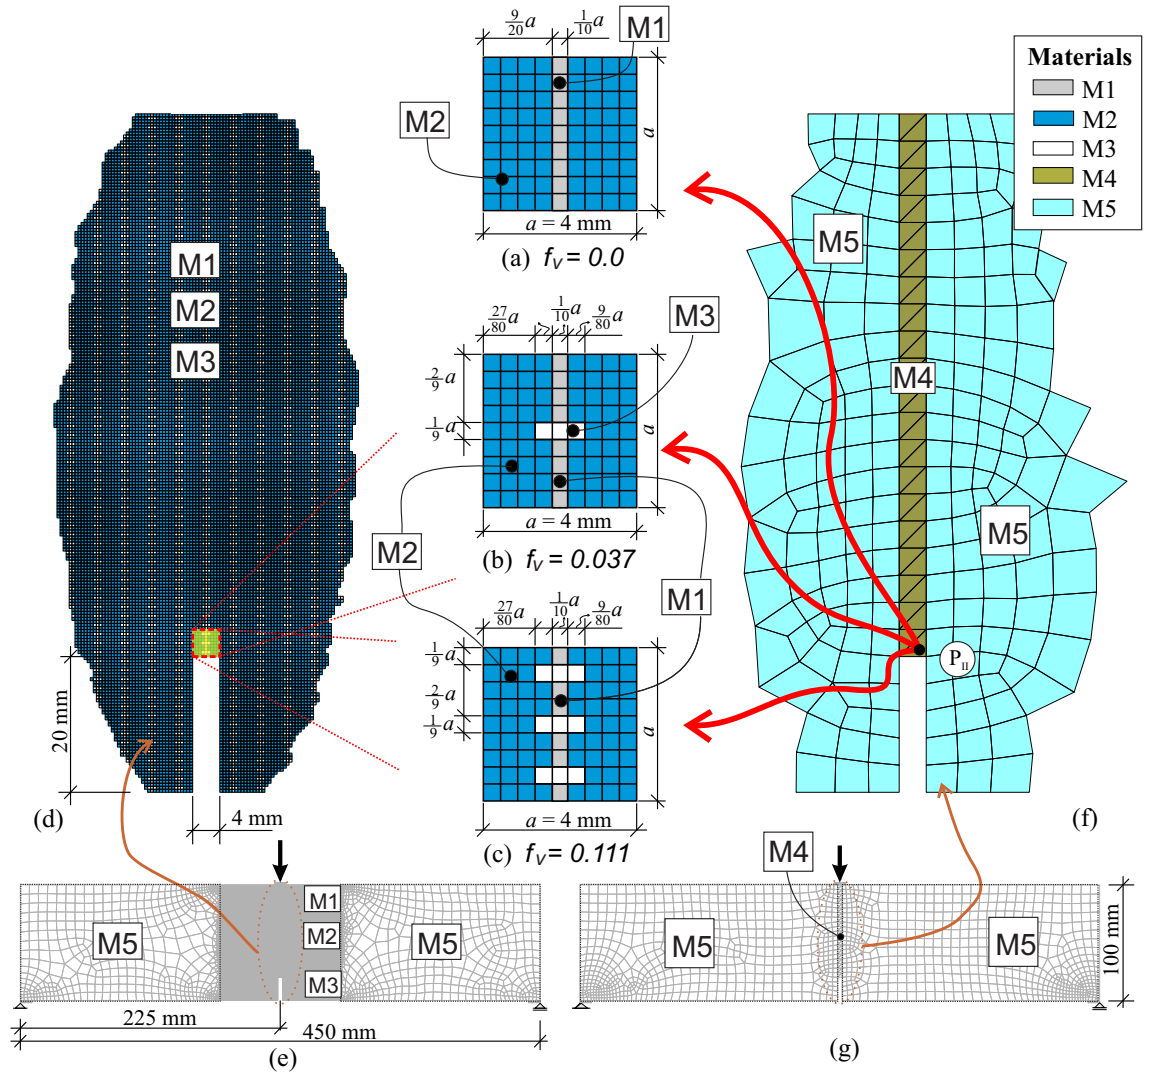 9/20 a
1/10 a
M1
M2
a
a = 4 mm
(a) f_v = 0.0
Materials
M1
M2
M3
M4
M5
M1
M2
M3
20 mm
4 mm
(d)
27/80 a
1/10 a
9/80 a
M3
2/9 a
1/9 a
a
a = 4 mm
(b) f_v = 0.037
M2
M1
27/80 a
1/10 a
9/80 a
1/9 a
2/9 a
1/9 a
a
a = 4 mm
(c) f_v = 0.111
M5
M4
M5
P_II
(f)
M5
M1
M2
M3
M5
225 mm
450 mm
(e)
M4
M5
M5
100 mm
(g)